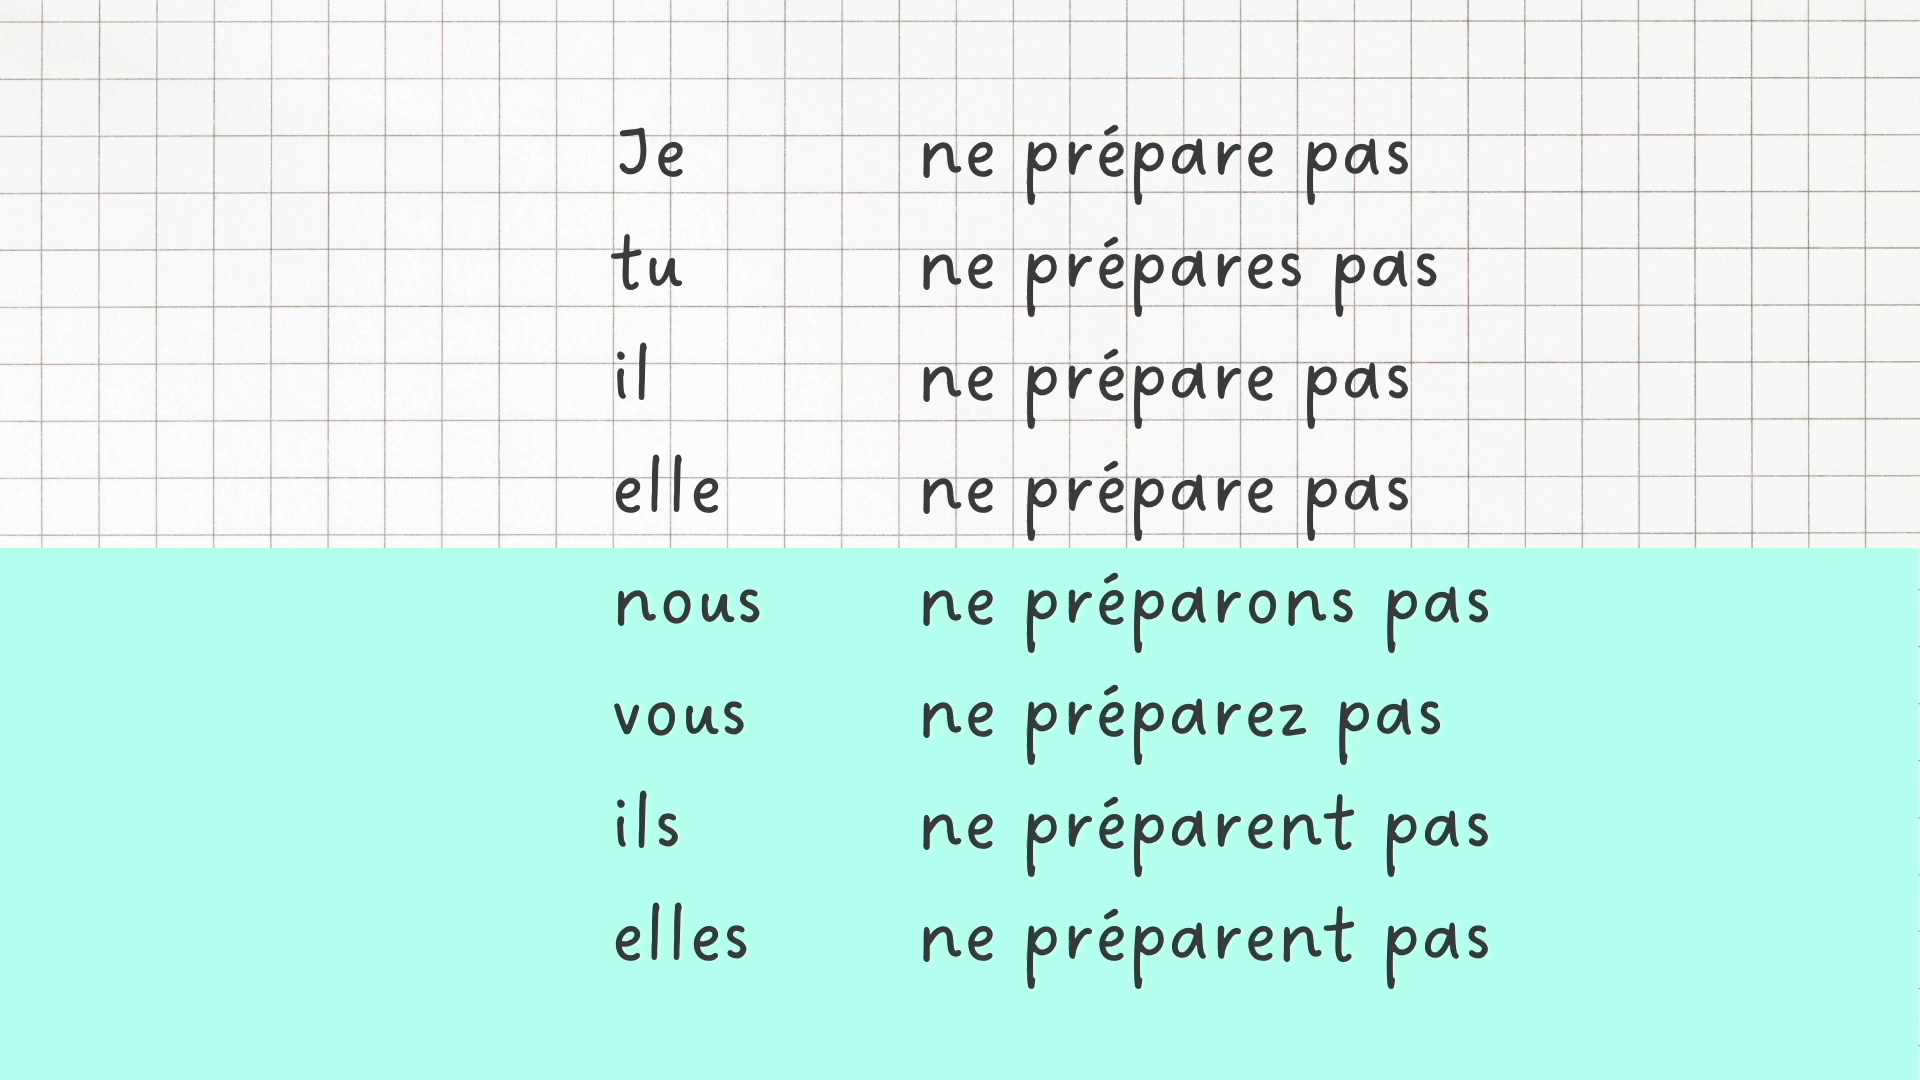 Je ne prépare pas
tu ne prépares pas
il ne prépare pas
elle ne prépare pas
nous ne préparons pas
vous ne préparez pas
ils ne préparent pas
elles ne préparent pas